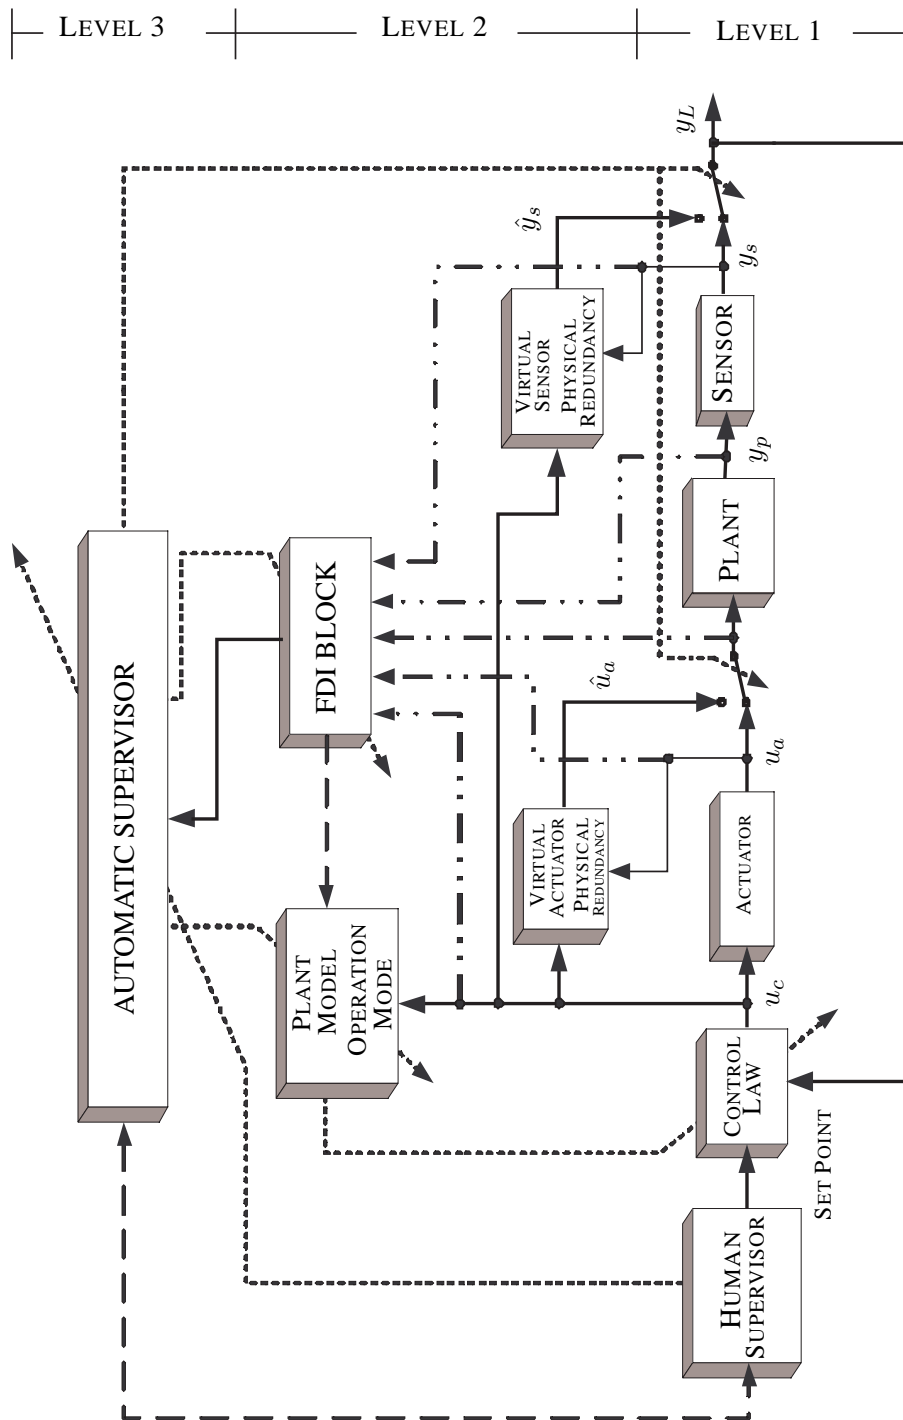 LEVEL 3
LEVEL 2
LEVEL 1
AUTOMATIC SUPERVISOR
FDI BLOCK
PLANT
MODEL
OPERATION
MODE
VIRTUAL
SENSOR
PHYSICAL
REDUNDANCY
VIRTUAL
ACTUATOR
PHYSICAL
REDUNDANCY
HUMAN
SUPERVISOR
SET POINT
CONTROL
LAW
u_c
ACTUATOR
u_a
û_a
PLANT
y_p
SENSOR
y_s
ŷ_s
y_L